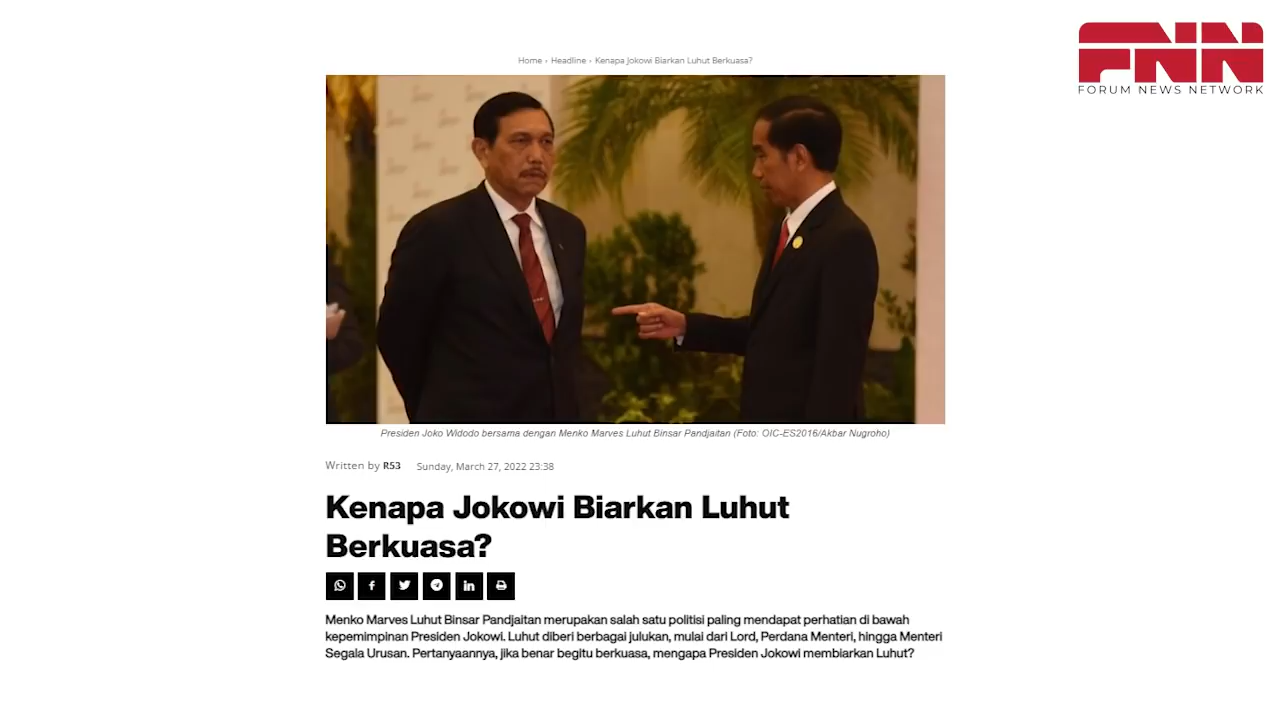 FNN
FORUM NEWS NETWORK
Home › Headline › Kenapa Jokowi Biarkan Luhut Berkuasa?
Presiden Joko Widodo bersama dengan Menko Marves Luhut Binsar Pandjaitan (Foto: OIC-ES2016/Akbar Nugroho)
Written by R53 Sunday, March 27, 2022 23:38
Kenapa Jokowi Biarkan Luhut
Berkuasa?
Menko Marves Luhut Binsar Pandjaitan merupakan salah satu politisi paling mendapat perhatian di bawah
kepemimpinan Presiden Jokowi. Luhut diberi berbagai julukan, mulai dari Lord, Perdana Menteri, hingga Menteri
Segala Urusan. Pertanyaannya, jika benar begitu berkuasa, mengapa Presiden Jokowi membiarkan Luhut?